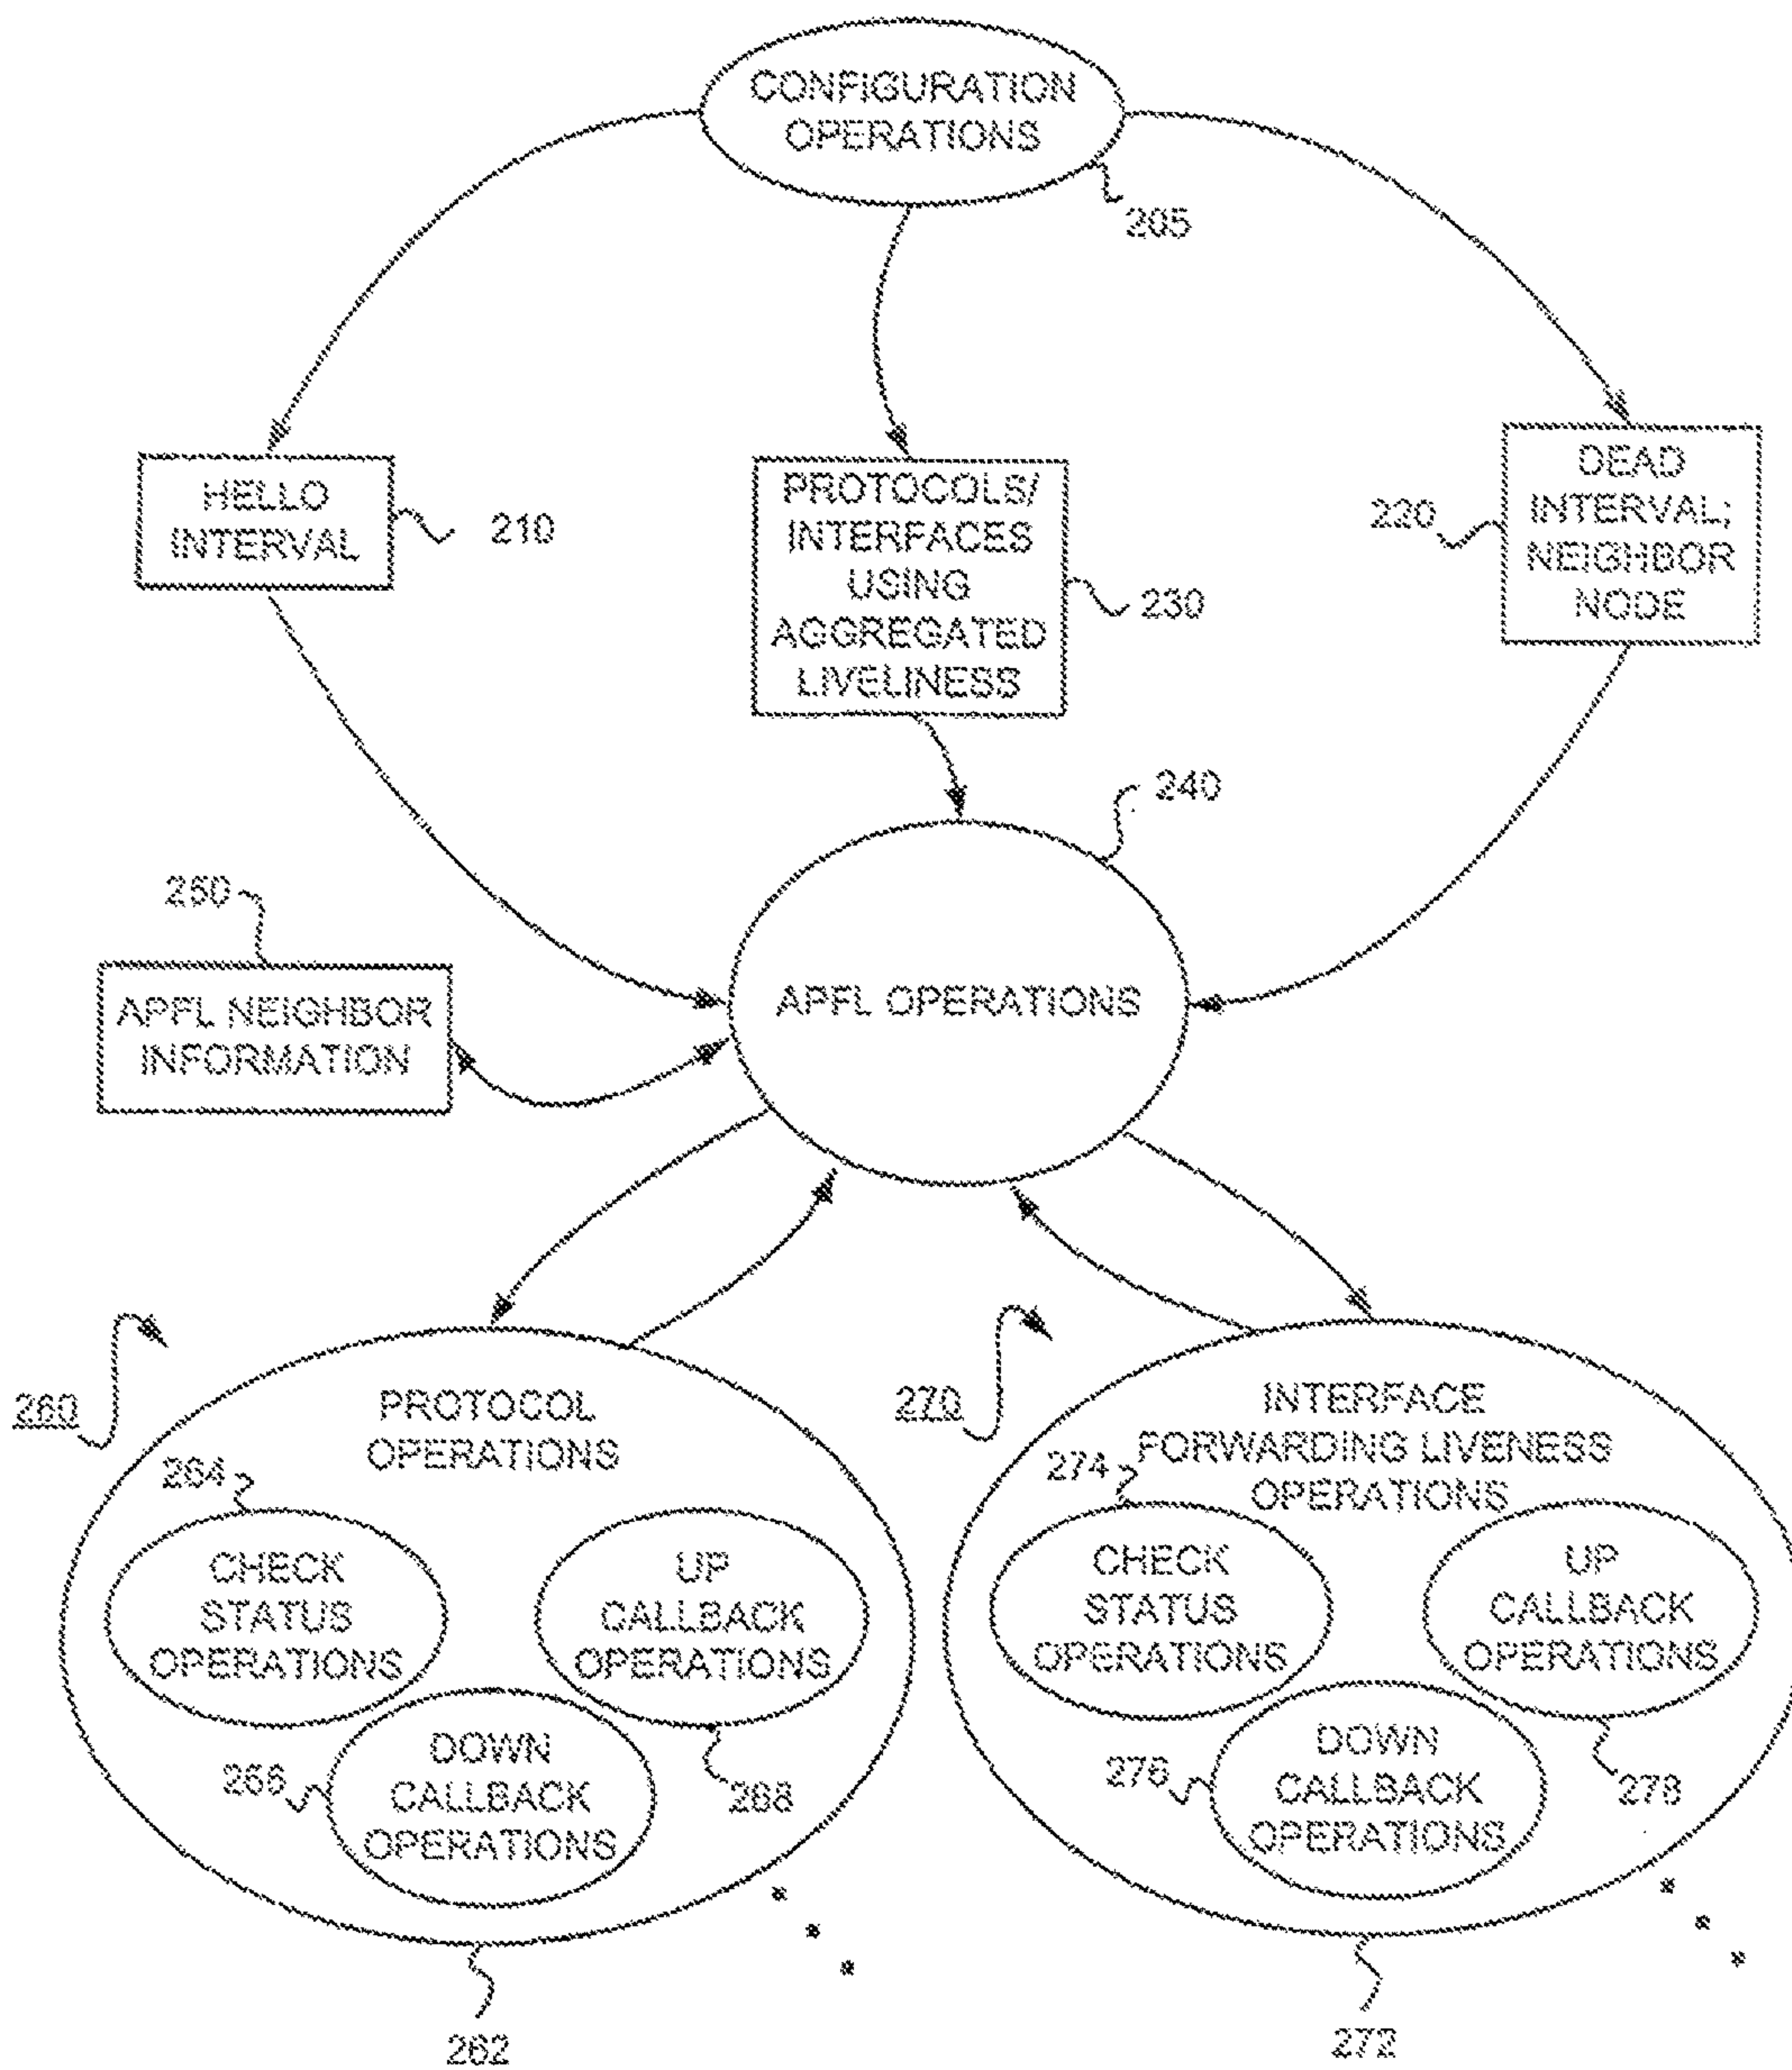 CONFIGURATION
OPERATIONS
205
HELLO
INTERVAL
210
PROTOCOLS/
INTERFACES
USING
AGGREGATED
LIVELINESS
230
DEAD
INTERVAL;
NEIGHBOR
NODE
220
240
250
APFL NEIGHBOR
INFORMATION
APFL OPERATIONS
260
PROTOCOL
OPERATIONS
264
CHECK
STATUS
OPERATIONS
UP
CALLBACK
OPERATIONS
266
DOWN
CALLBACK
OPERATIONS
268
262
270
INTERFACE
FORWARDING LIVENESS
OPERATIONS
274
CHECK
STATUS
OPERATIONS
UP
CALLBACK
OPERATIONS
276
DOWN
CALLBACK
OPERATIONS
278
272